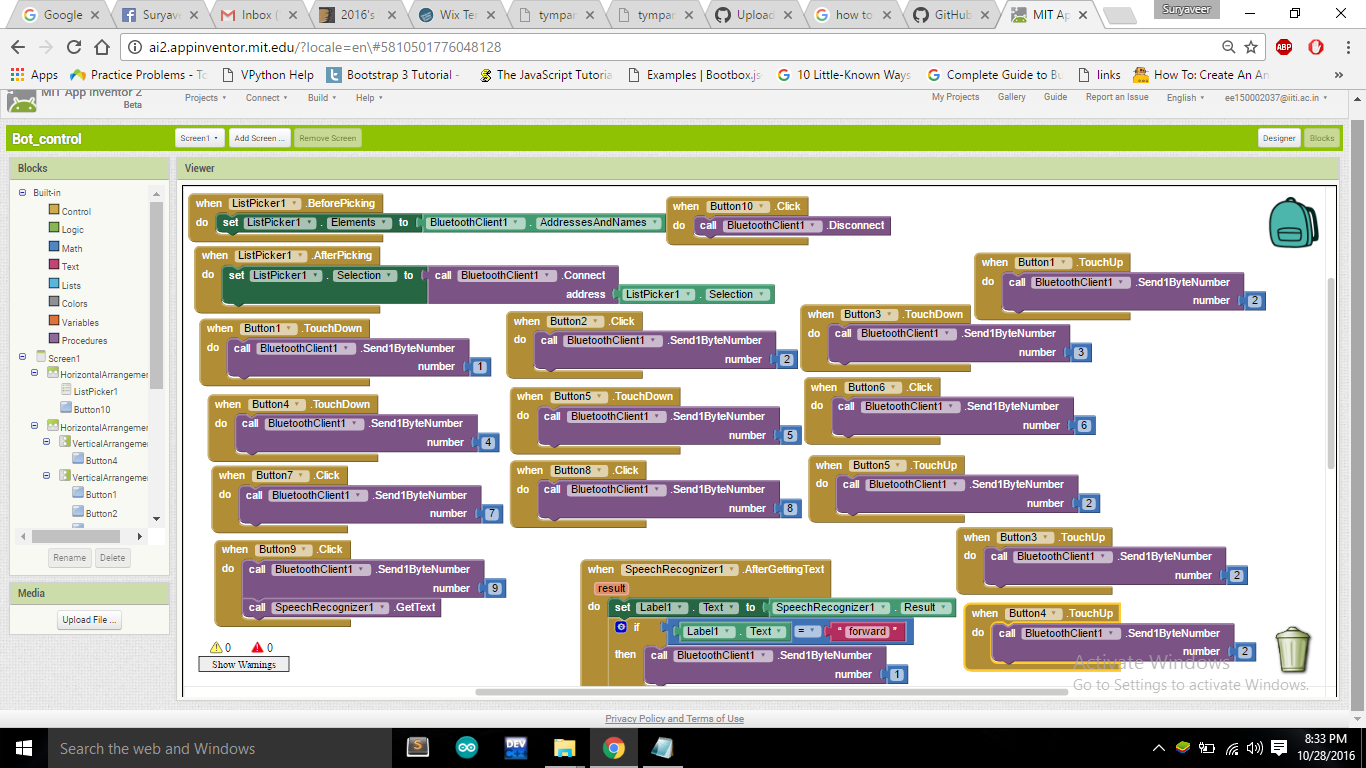 Google
Suryave
Inbox (
2016's
Wix Te
tympar
tympar
Upload
how to
GitHub
MIT Ap
Suryaveer
ai2.appinventor.mit.edu/?locale=en\#5810501776048128
ABP
Apps
Practice Problems - Tc
VPython Help
Bootstrap 3 Tutorial -
The JavaScript Tutoria
Examples | Bootbox.js
10 Little-Known Ways
Complete Guide to Bu
links
How To: Create An An
»
MIT App Inventor 2
Beta
Projects
Connect
Build
Help
My Projects
Gallery
Guide
Report an Issue
English
ee150002037@iiti.ac.in
Bot_control
Screen1
Add Screen ...
Remove Screen
Designer
Blocks
Blocks
Built-in
Control
Logic
Math
Text
Lists
Colors
Variables
Procedures
Screen1
HorizontalArrangeme
ListPicker1
Button10
HorizontalArrangeme
VerticalArrangemer
Button4
VerticalArrangemer
Button1
Button2
Rename
Delete
Media
Upload File ...
Viewer
when ListPicker1 .BeforePicking
do set ListPicker1 . Elements to BluetoothClient1 . AddressesAndNames
when Button10 .Click
do call BluetoothClient1 .Disconnect
when ListPicker1 .AfterPicking
do set ListPicker1 . Selection to call BluetoothClient1 .Connect
address ListPicker1 . Selection
when Button1 .TouchUp
do call BluetoothClient1 .Send1ByteNumber
number 2
when Button1 .TouchDown
do call BluetoothClient1 .Send1ByteNumber
number 1
when Button2 .Click
do call BluetoothClient1 .Send1ByteNumber
number 2
when Button3 .TouchDown
do call BluetoothClient1 .Send1ByteNumber
number 3
when Button4 .TouchDown
do call BluetoothClient1 .Send1ByteNumber
number 4
when Button5 .TouchDown
do call BluetoothClient1 .Send1ByteNumber
number 5
when Button6 .Click
do call BluetoothClient1 .Send1ByteNumber
number 6
when Button7 .Click
do call BluetoothClient1 .Send1ByteNumber
number 7
when Button8 .Click
do call BluetoothClient1 .Send1ByteNumber
number 8
when Button5 .TouchUp
do call BluetoothClient1 .Send1ByteNumber
number 2
when Button9 .Click
do call BluetoothClient1 .Send1ByteNumber
number 9
call SpeechRecognizer1 .GetText
when SpeechRecognizer1 .AfterGettingText
result
do set Label1 . Text to SpeechRecognizer1 . Result
if Label1 . Text = " forward "
then call BluetoothClient1 .Send1ByteNumber
number 1
when Button3 .TouchUp
do call BluetoothClient1 .Send1ByteNumber
number 2
when Button4 .TouchUp
do call BluetoothClient1 .Send1ByteNumber
number 2
0 0
Show Warnings
Activate Windows
Go to Settings to activate Windows.
Privacy Policy and Terms of Use
Search the web and Windows
S
DEV
8:33 PM
10/28/2016